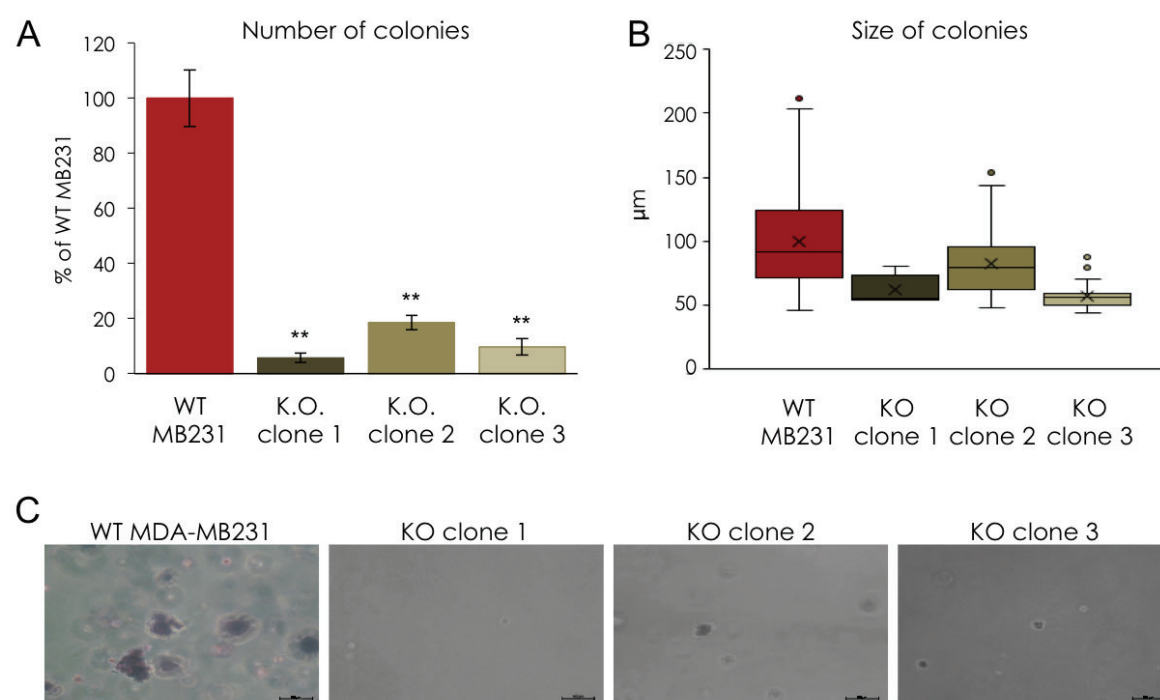 A
Number of colonies
% of WT MB231
120
100
80
60
40
20
0
**
**
**
WT
MB231
K.O.
clone 1
K.O.
clone 2
K.O.
clone 3
B
Size of colonies
µm
250
200
150
100
50
0
WT
MB231
KO
clone 1
KO
clone 2
KO
clone 3
C
WT MDA-MB231
KO clone 1
KO clone 2
KO clone 3